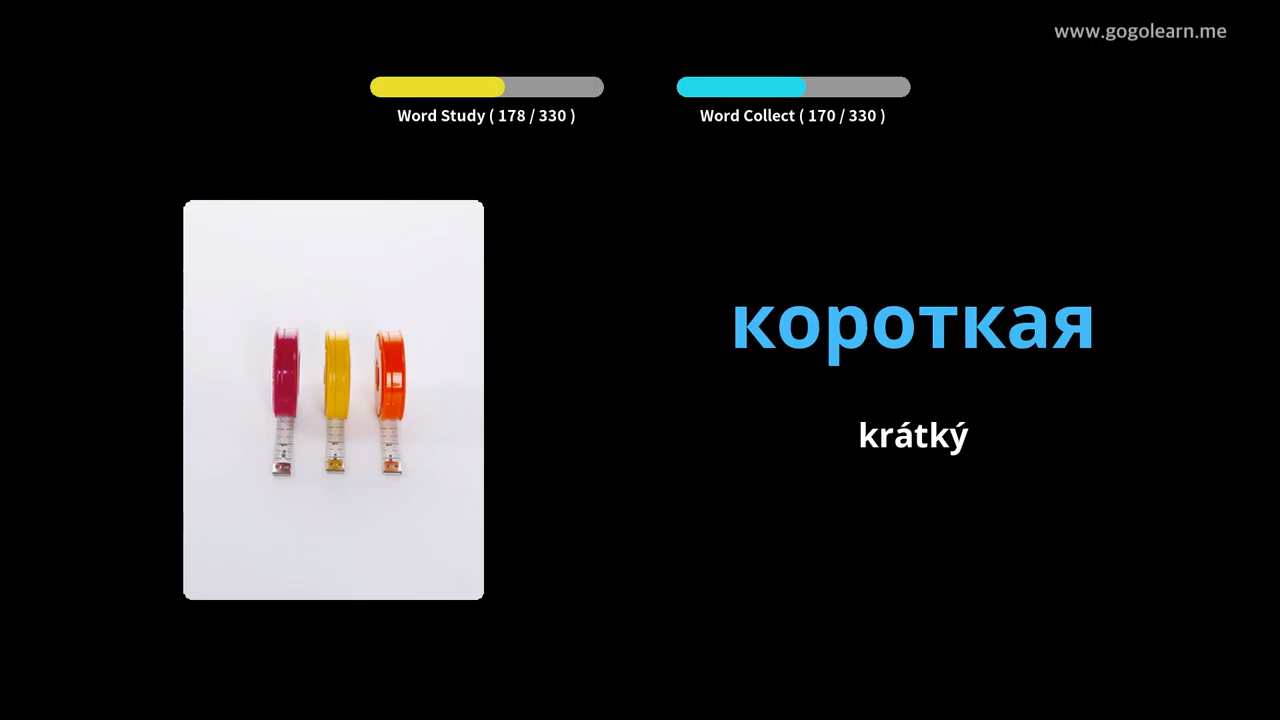 www.gogolearn.me
Word Study ( 178 / 330 )
Word Collect ( 170 / 330 )
короткая
krátký